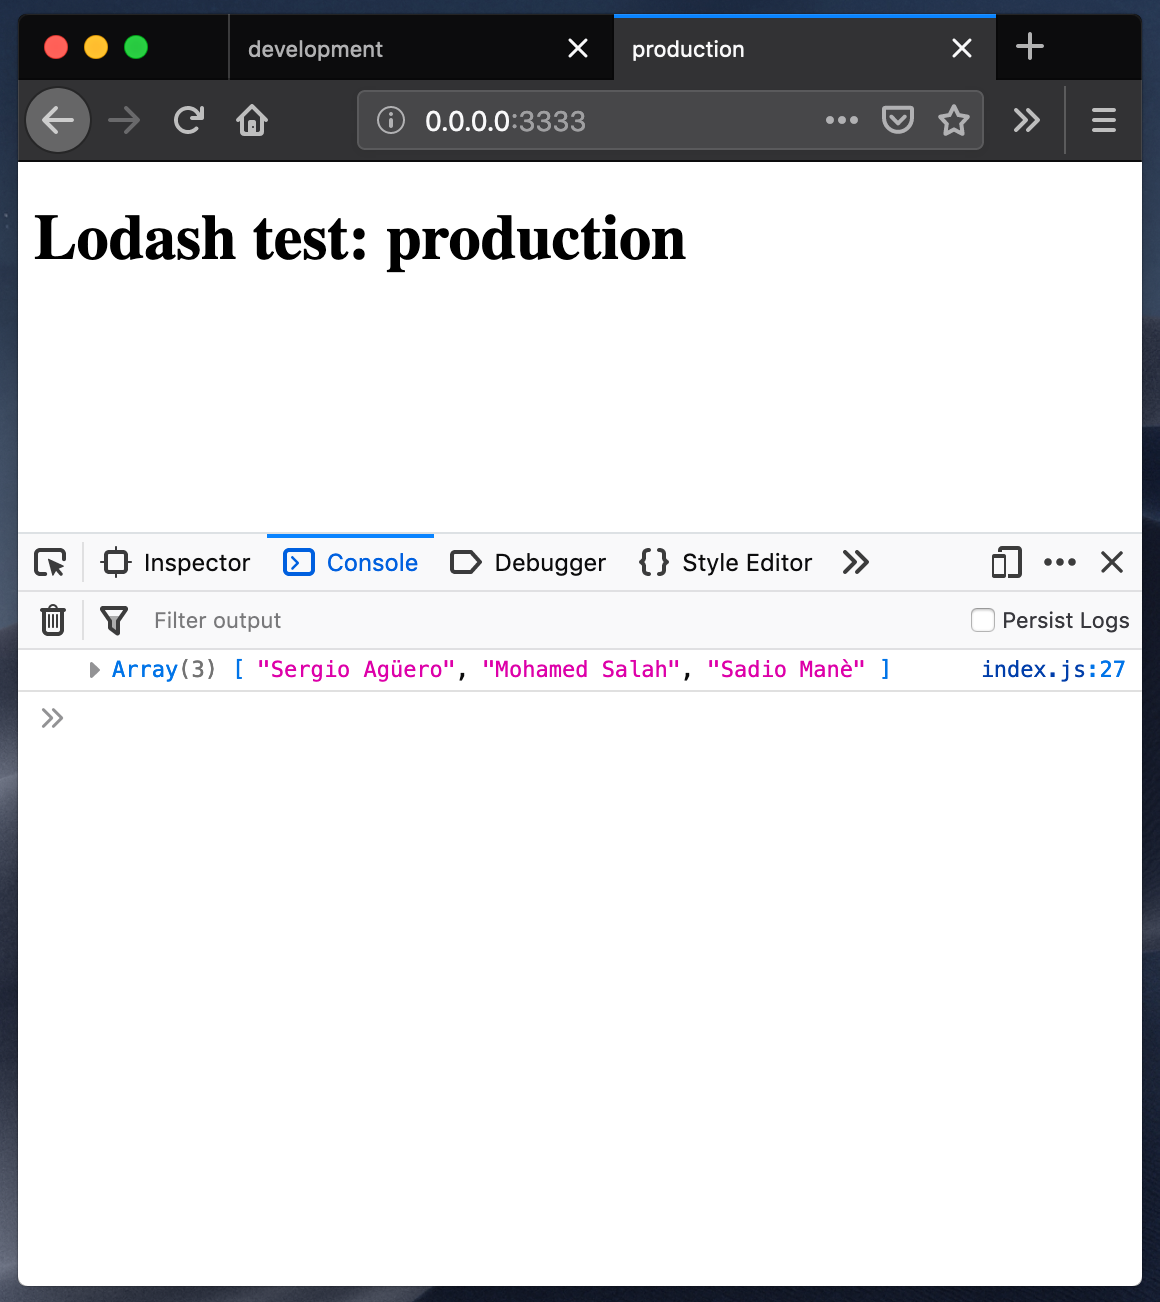 development
production
0.0.0.0:3333
Lodash test: production
Inspector
Console
Debugger
Style Editor
Filter output
Persist Logs
Array(3) [ "Sergio Agüero", "Mohamed Salah", "Sadio Manè" ]
index.js:27